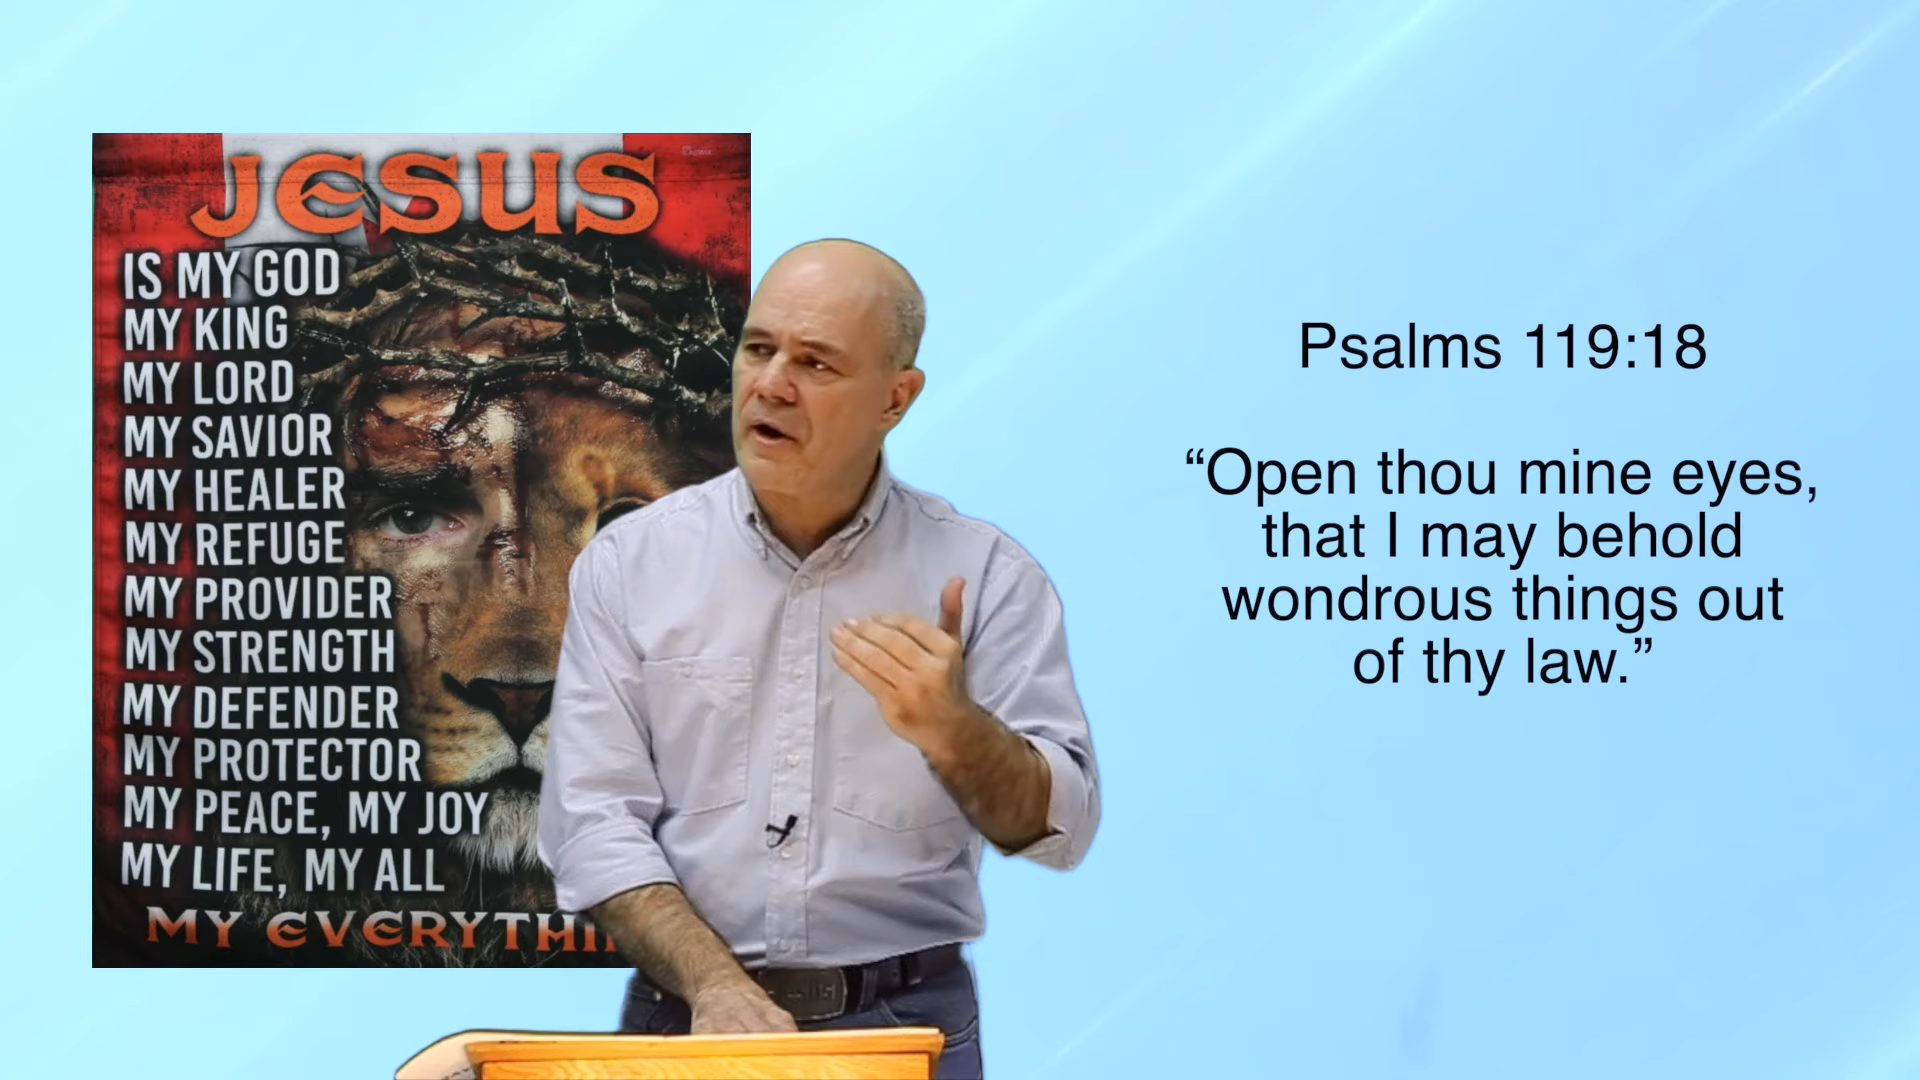 JESUS
IS MY GOD
MY KING
MY LORD
MY SAVIOR
MY HEALER
MY REFUGE
MY PROVIDER
MY STRENGTH
MY DEFENDER
MY PROTECTOR
MY PEACE, MY JOY
MY LIFE, MY ALL
MY EVERYTHI
Psalms 119:18
“Open thou mine eyes,
that I may behold
wondrous things out
of thy law.”